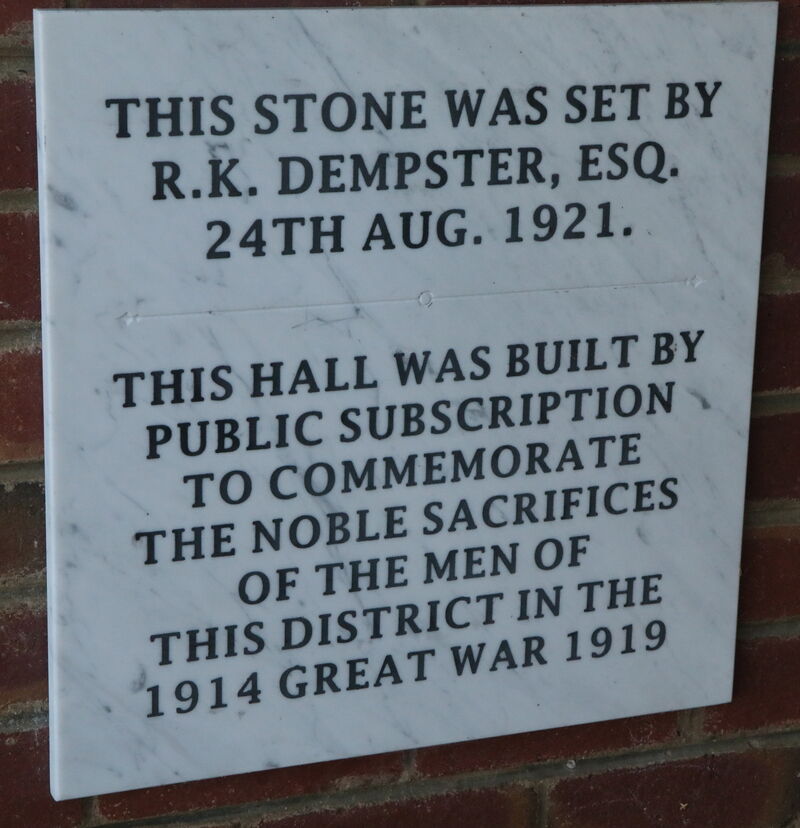 THIS STONE WAS SET BY
R.K. DEMPSTER, ESQ.
24TH AUG. 1921.
THIS HALL WAS BUILT BY
PUBLIC SUBSCRIPTION
TO COMMEMORATE
THE NOBLE SACRIFICES
OF THE MEN OF
THIS DISTRICT IN THE
1914 GREAT WAR 1919